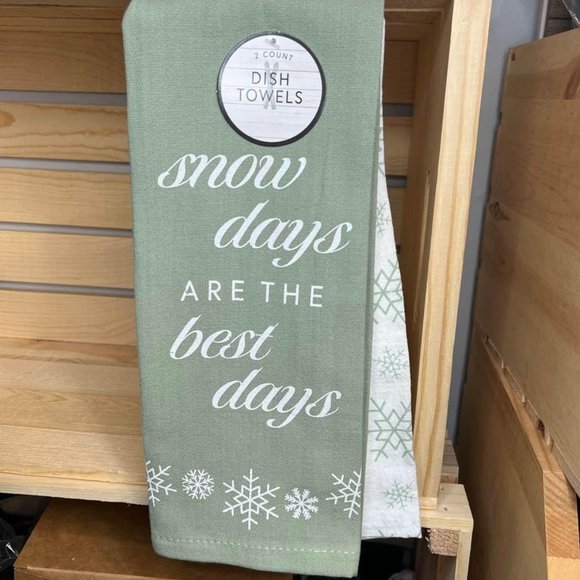 2 COUNT
DISH
TOWELS
snow
days
ARE THE
best
days